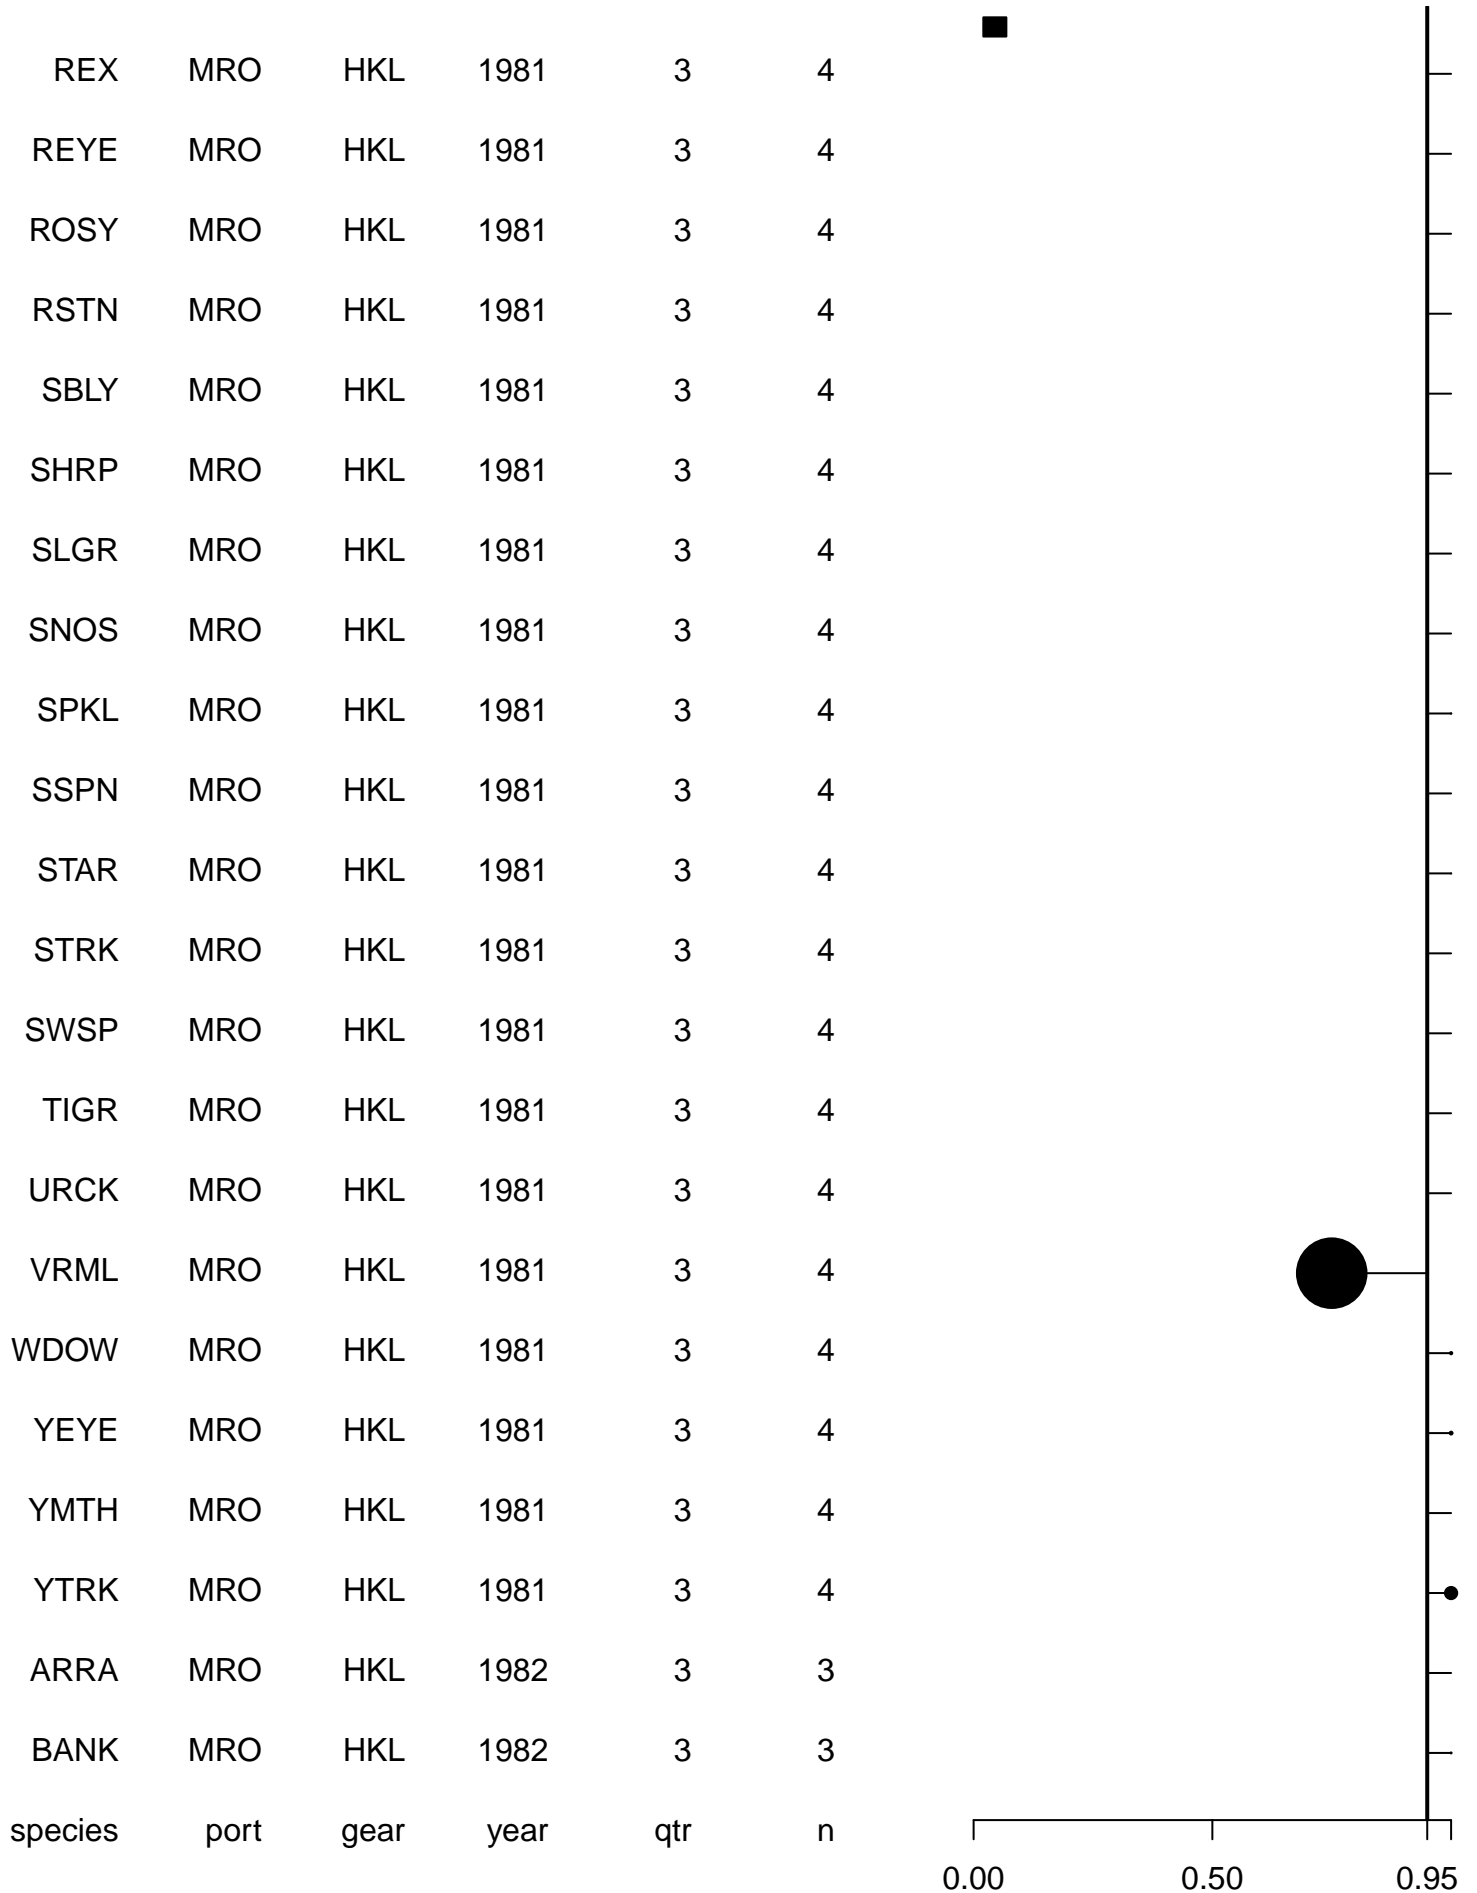 REX MRO HKL 1981 3 4
REYE MRO HKL 1981 3 4
ROSY MRO HKL 1981 3 4
RSTN MRO HKL 1981 3 4
SBLY MRO HKL 1981 3 4
SHRP MRO HKL 1981 3 4
SLGR MRO HKL 1981 3 4
SNOS MRO HKL 1981 3 4
SPKL MRO HKL 1981 3 4
SSPN MRO HKL 1981 3 4
STAR MRO HKL 1981 3 4
STRK MRO HKL 1981 3 4
SWSP MRO HKL 1981 3 4
TIGR MRO HKL 1981 3 4
URCK MRO HKL 1981 3 4
VRML MRO HKL 1981 3 4
WDOW MRO HKL 1981 3 4
YEYE MRO HKL 1981 3 4
YMTH MRO HKL 1981 3 4
YTRK MRO HKL 1981 3 4
ARRA MRO HKL 1982 3 3
BANK MRO HKL 1982 3 3
species port gear year qtr n
0.00 0.50 0.95